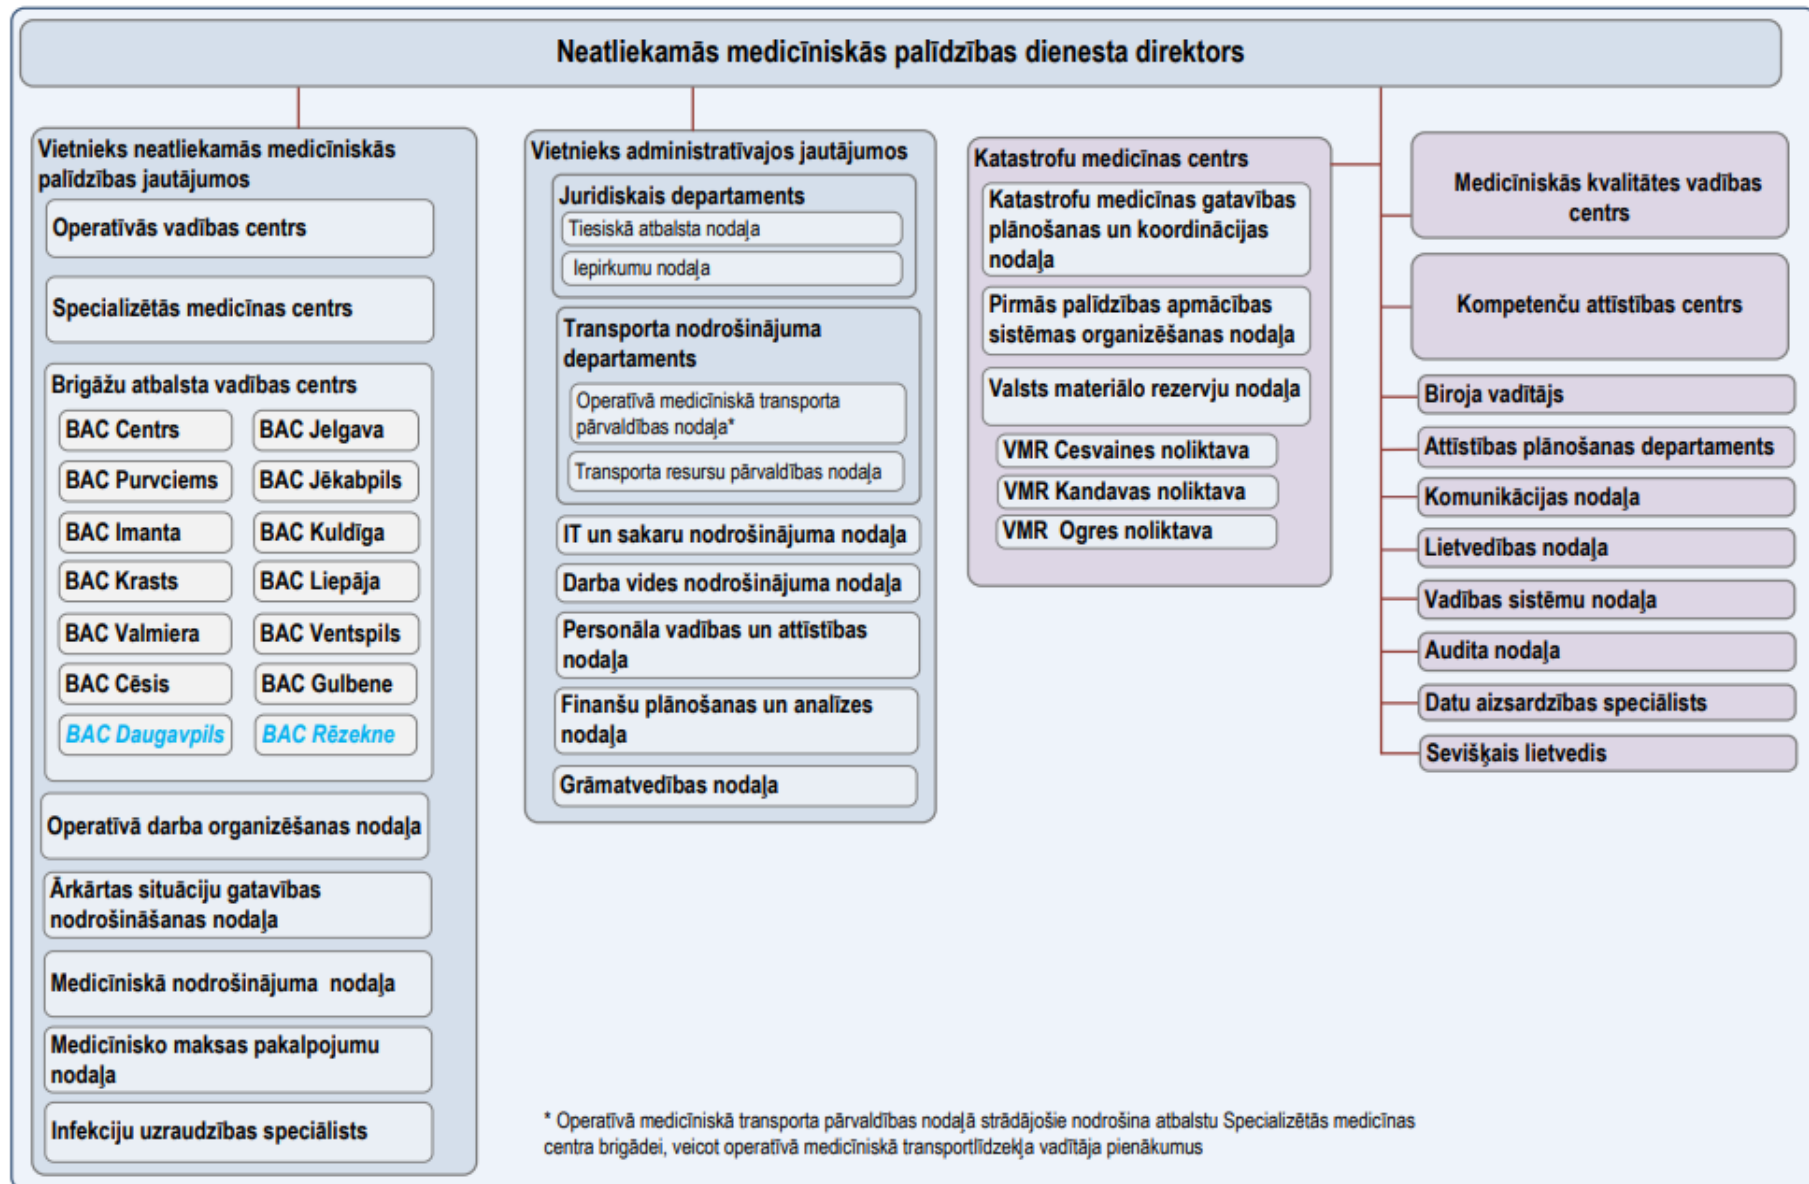 Neatliekamās medicīniskās palīdzības dienesta direktors
Vietnieks neatliekamās medicīniskās
palīdzības jautājumos
Operatīvās vadības centrs
Specializētās medicīnas centrs
Brigāžu atbalsta vadības centrs
BAC Centrs
BAC Jelgava
BAC Purvciems
BAC Jēkabpils
BAC Imanta
BAC Kuldīga
BAC Krasts
BAC Liepāja
BAC Valmiera
BAC Ventspils
BAC Cēsis
BAC Gulbene
BAC Daugavpils
BAC Rēzekne
Operatīvā darba organizēšanas nodaļa
Ārkārtas situāciju gatavības
nodrošināšanas nodaļa
Medicīniskā nodrošinājuma nodaļa
Medicīnisko maksas pakalpojumu
nodaļa
Infekciju uzraudzības speciālists
Vietnieks administratīvajos jautājumos
Juridiskais departaments
Tiesiskā atbalsta nodaļa
Iepirkumu nodaļa
Transporta nodrošinājuma
departaments
Operatīvā medicīniskā transporta
pārvaldības nodaļa*
Transporta resursu pārvaldības nodaļa
IT un sakaru nodrošinājuma nodaļa
Darba vides nodrošinājuma nodaļa
Personāla vadības un attīstības
nodaļa
Finanšu plānošanas un analīzes
nodaļa
Grāmatvedības nodaļa
Katastrofu medicīnas centrs
Katastrofu medicīnas gatavības
plānošanas un koordinācijas
nodaļa
Pirmās palīdzības apmācības
sistēmas organizēšanas nodaļa
Valsts materiālo rezervju nodaļa
VMR Cesvaines noliktava
VMR Kandavas noliktava
VMR Ogres noliktava
Medicīniskās kvalitātes vadības
centrs
Kompetenču attīstības centrs
Biroja vadītājs
Attīstības plānošanas departaments
Komunikācijas nodaļa
Lietvedības nodaļa
Vadības sistēmu nodaļa
Audita nodaļa
Datu aizsardzības speciālists
Sevišķais lietvedis
* Operatīvā medicīniskā transporta pārvaldības nodaļā strādājošie nodrošina atbalstu Specializētās medicīnas
centra brigādei, veicot operatīvā medicīniskā transportlīdzekļa vadītāja pienākumus